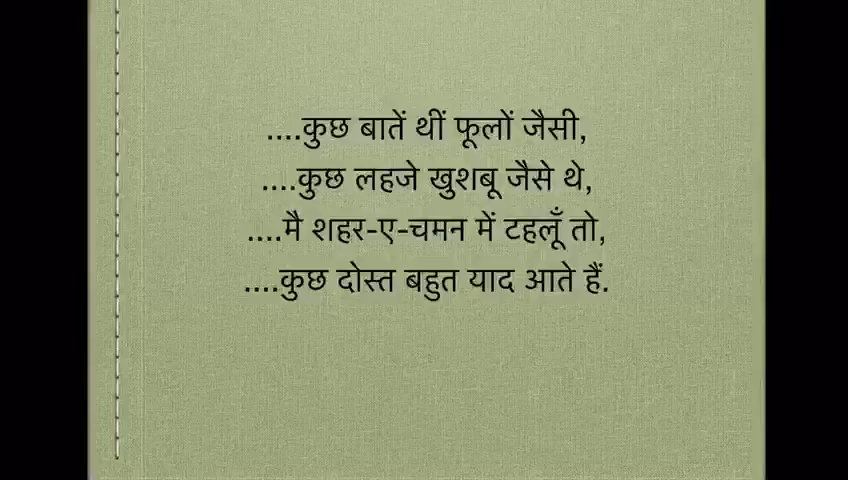 ....कुछ बातें थीं फूलों जैसी,
....कुछ लहजे खुशबू जैसे थे,
....मै शहर-ए-चमन में टहलूँ तो,
....कुछ दोस्त बहुत याद आते हैं.